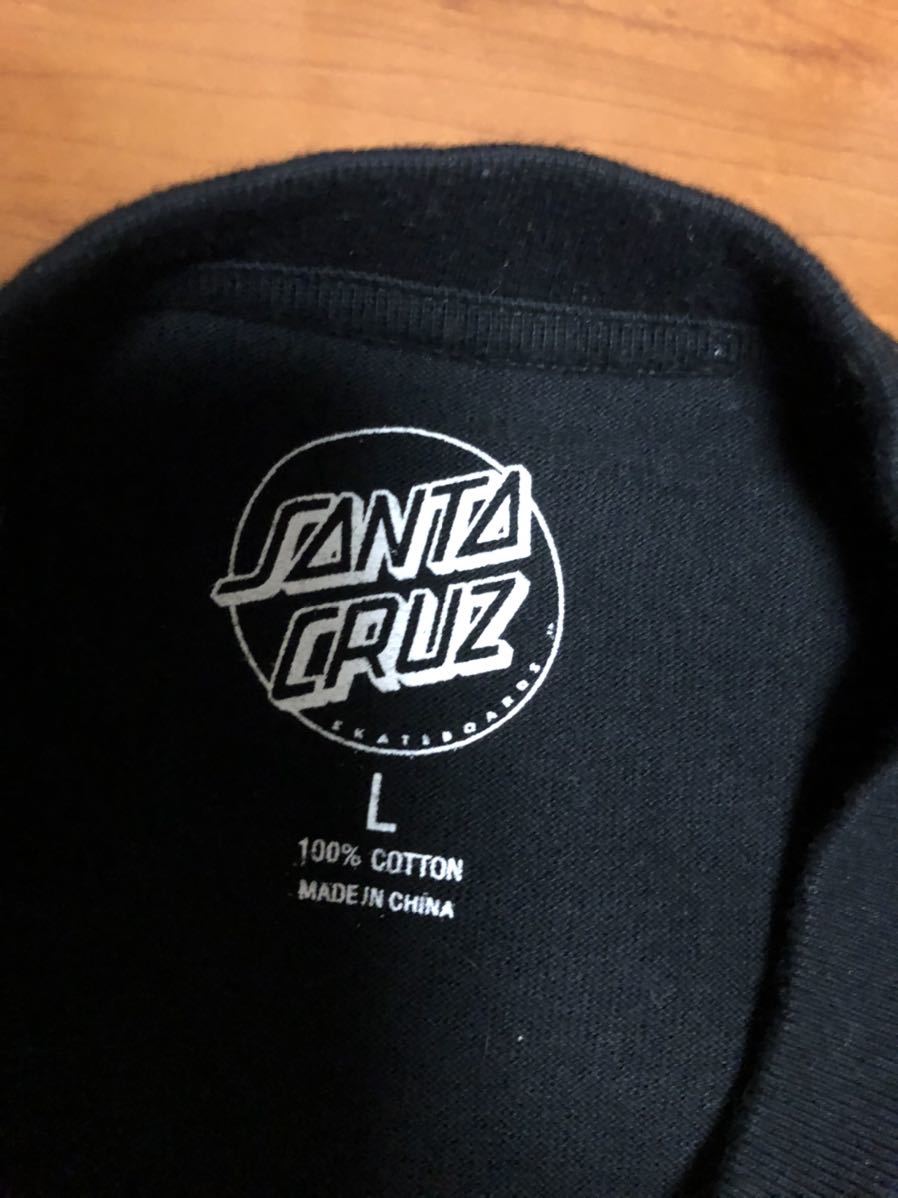 SANTA
CRUZ
SKATEBOARDS
L
100% COTTON
MADE IN CHINA